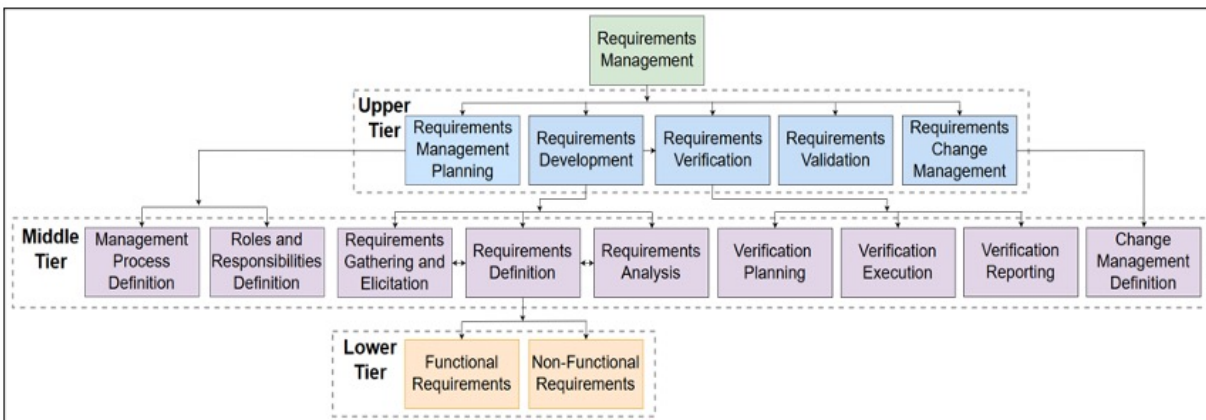 Requirements
Management
Upper
Tier
Requirements
Management
Planning
Requirements
Development
Requirements
Verification
Requirements
Validation
Requirements
Change
Management
Middle
Tier
Management
Process
Definition
Roles and
Responsibilities
Definition
Requirements
Gathering and
Elicitation
Requirements
Definition
Requirements
Analysis
Verification
Planning
Verification
Execution
Verification
Reporting
Change
Management
Definition
Lower
Tier
Functional
Requirements
Non-Functional
Requirements